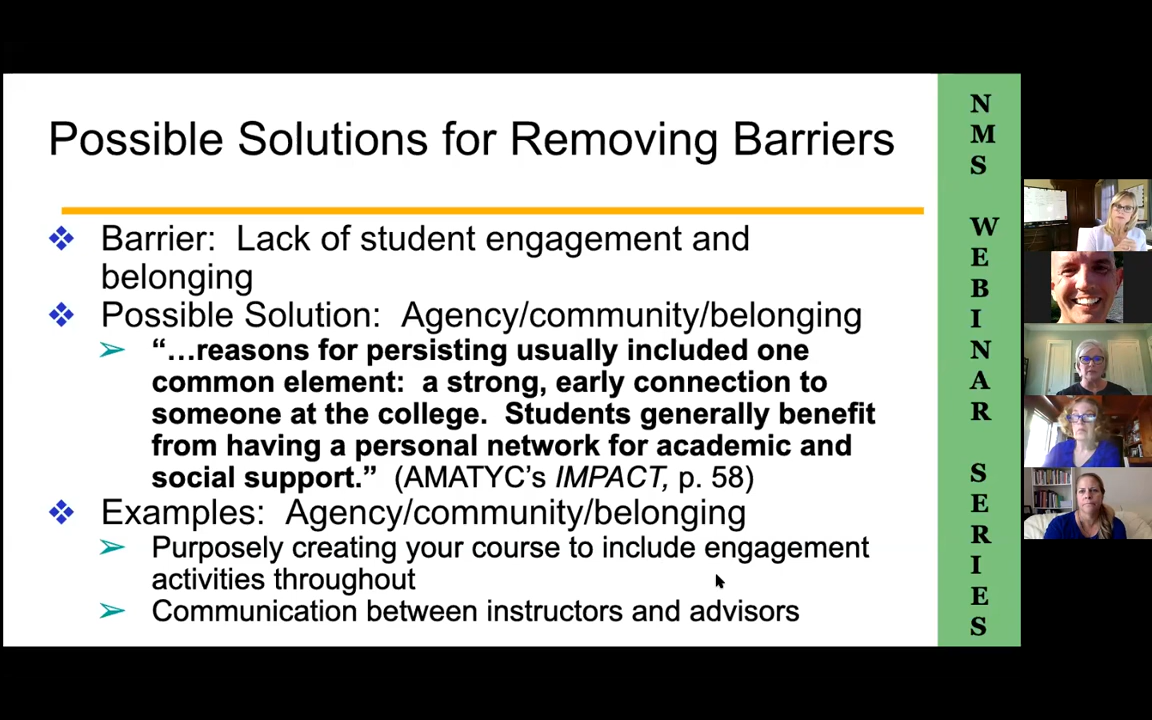 Possible Solutions for Removing Barriers
Barrier: Lack of student engagement and
belonging
Possible Solution: Agency/community/belonging
“…reasons for persisting usually included one
common element: a strong, early connection to
someone at the college. Students generally benefit
from having a personal network for academic and
social support.” (AMATYC’s IMPACT, p. 58)
Examples: Agency/community/belonging
Purposely creating your course to include engagement
activities throughout
Communication between instructors and advisors
NMS WEBINAR SERIES